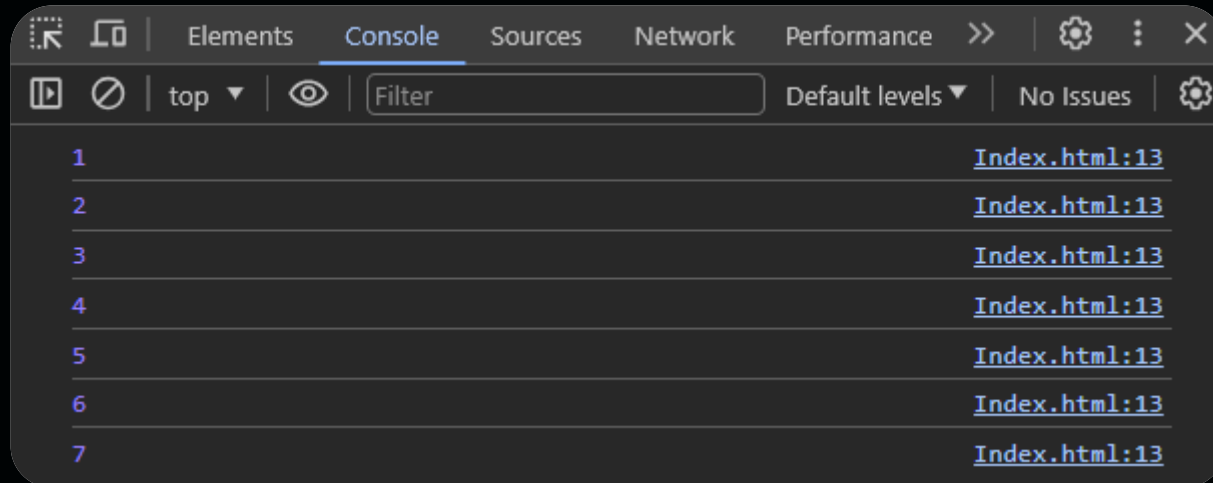 Elements Console Sources Network Performance
top Filter Default levels No Issues
1 Index.html:13
2 Index.html:13
3 Index.html:13
4 Index.html:13
5 Index.html:13
6 Index.html:13
7 Index.html:13